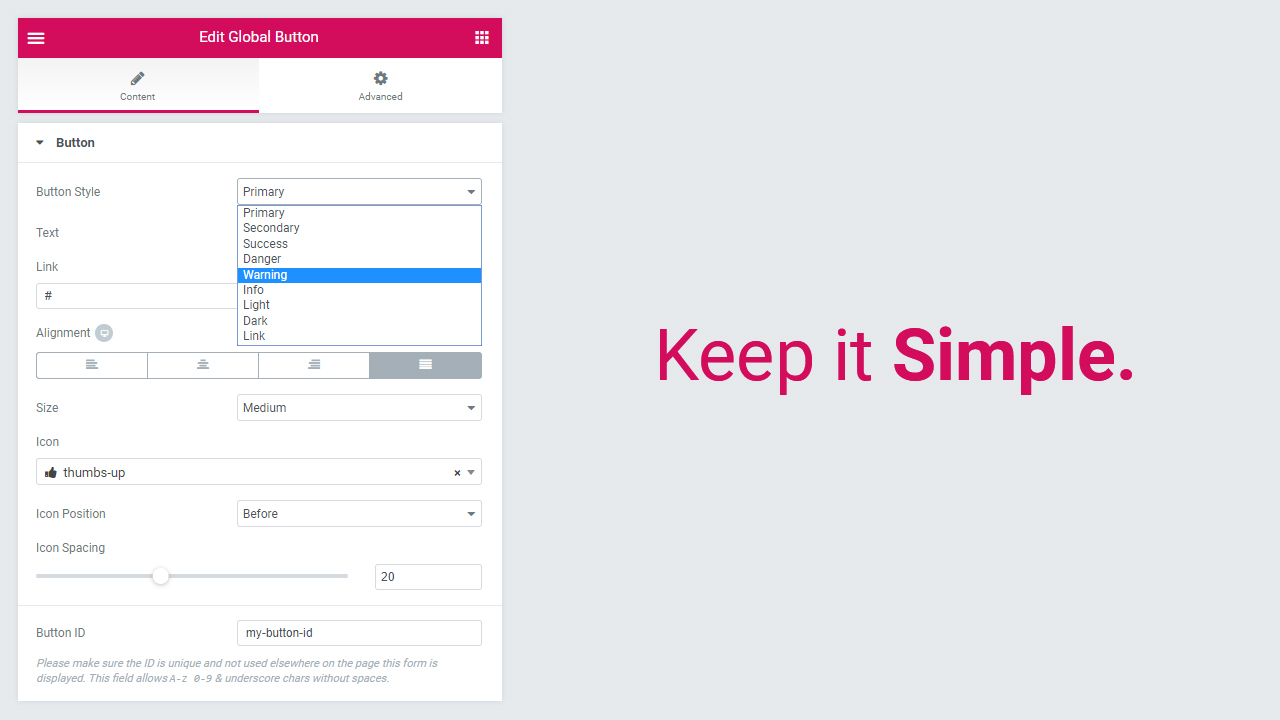 Edit Global Button
Content
Advanced
Button
Button Style
Primary
Primary
Secondary
Success
Danger
Warning
Info
Light
Dark
Link
Text
Link
#
Alignment
Size
Medium
Icon
thumbs-up
×
Icon Position
Before
Icon Spacing
20
Button ID
my-button-id
Please make sure the ID is unique and not used elsewhere on the page this form is
displayed. This field allows A-z 0-9 & underscore chars without spaces.
Keep it Simple.